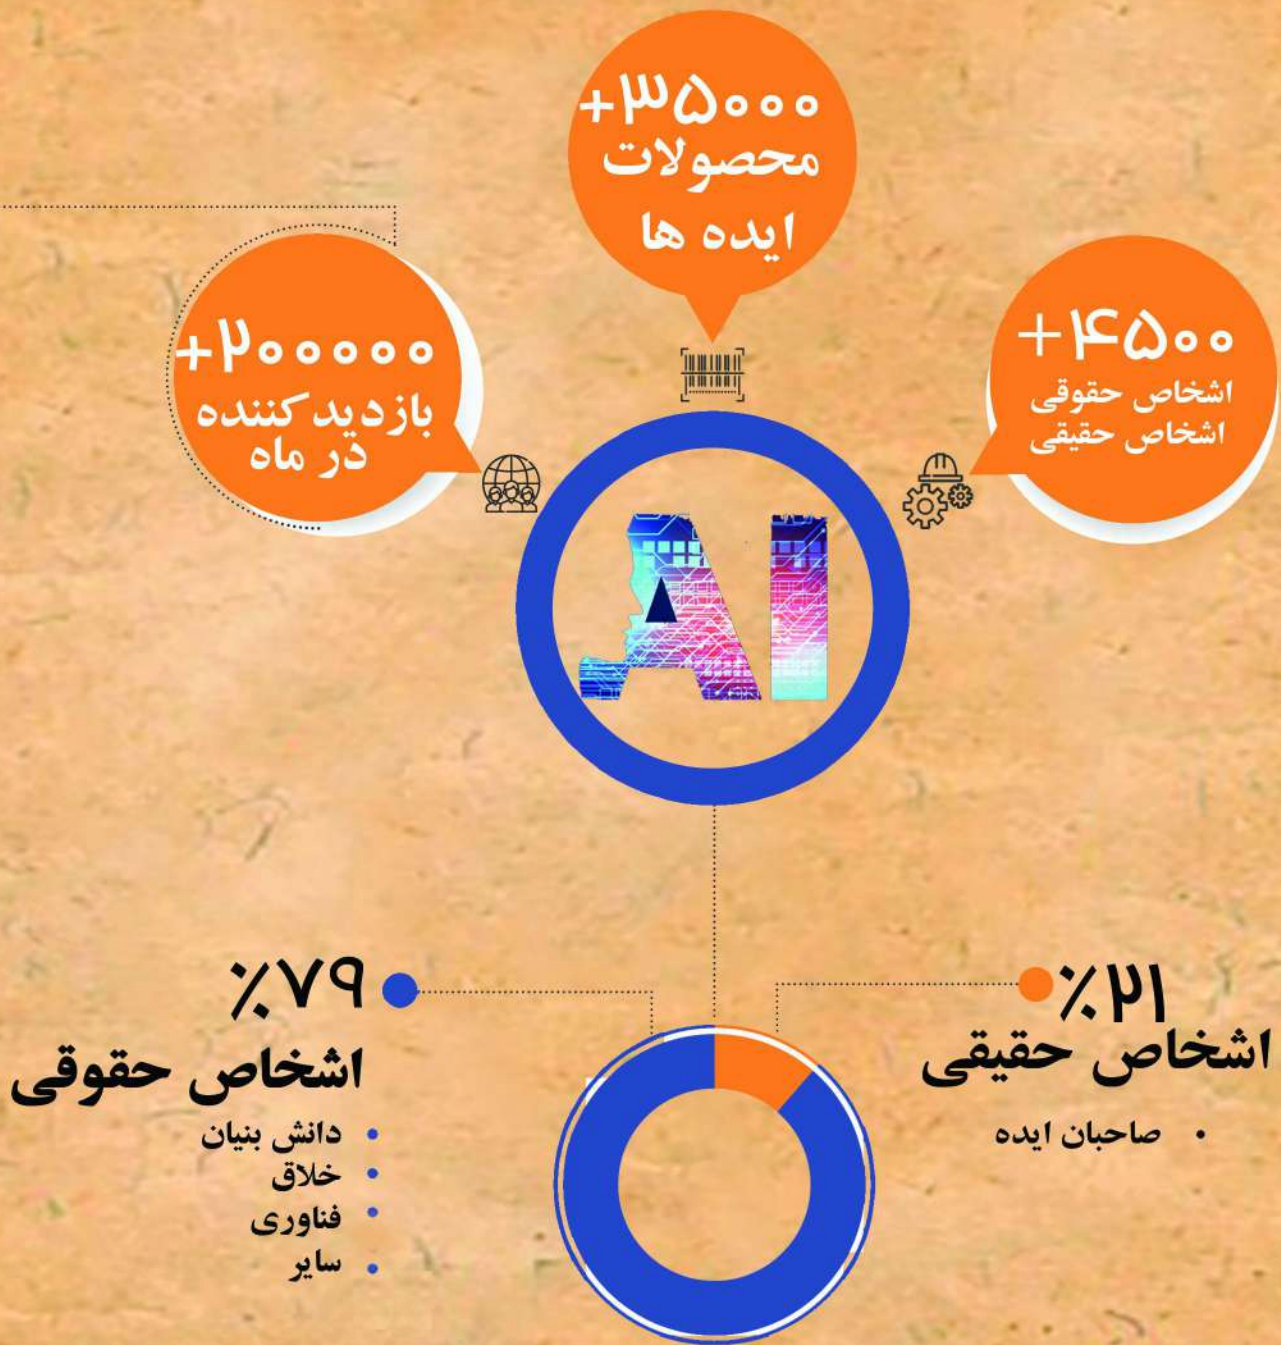 +۳۵۰۰۰
محصولات
ایده ها
+۴۵۰۰
اشخاص حقوقی
اشخاص حقیقی
+۲۰۰۰۰۰
بازدیدکننده
در ماه
AI
%۲۱
اشخاص حقیقی
• صاحبان ایده
%۷۹
اشخاص حقوقی
• دانش بنیان
• خلاق
• فناوری
• سایر